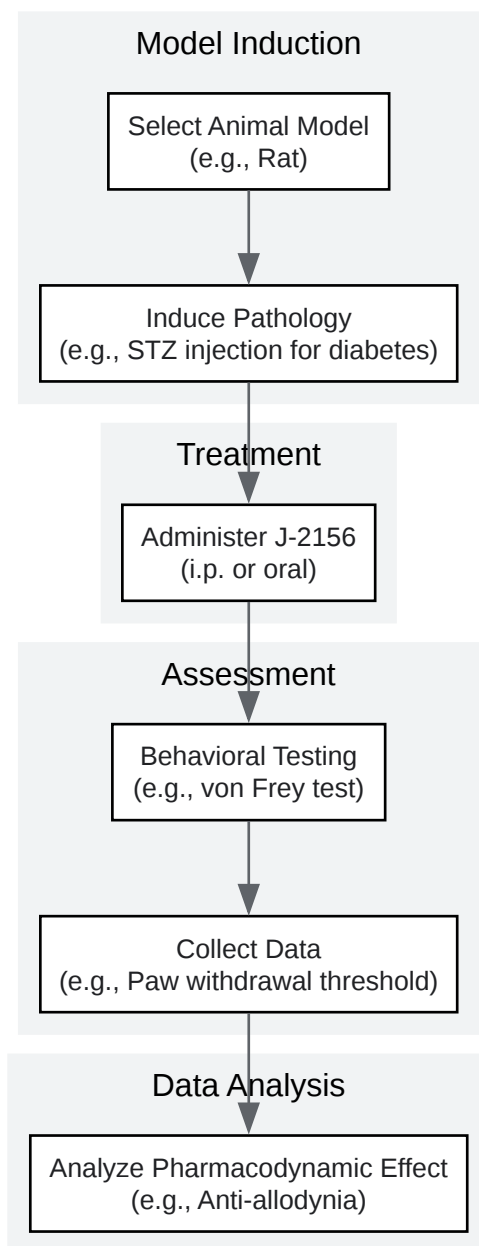 Model Induction
Select Animal Model
(e.g., Rat)
Induce Pathology
(e.g., STZ injection for diabetes)
Treatment
Administer J-2156
(i.p. or oral)
Assessment
Behavioral Testing
(e.g., von Frey test)
Collect Data
(e.g., Paw withdrawal threshold)
Data Analysis
Analyze Pharmacodynamic Effect
(e.g., Anti-allodynia)